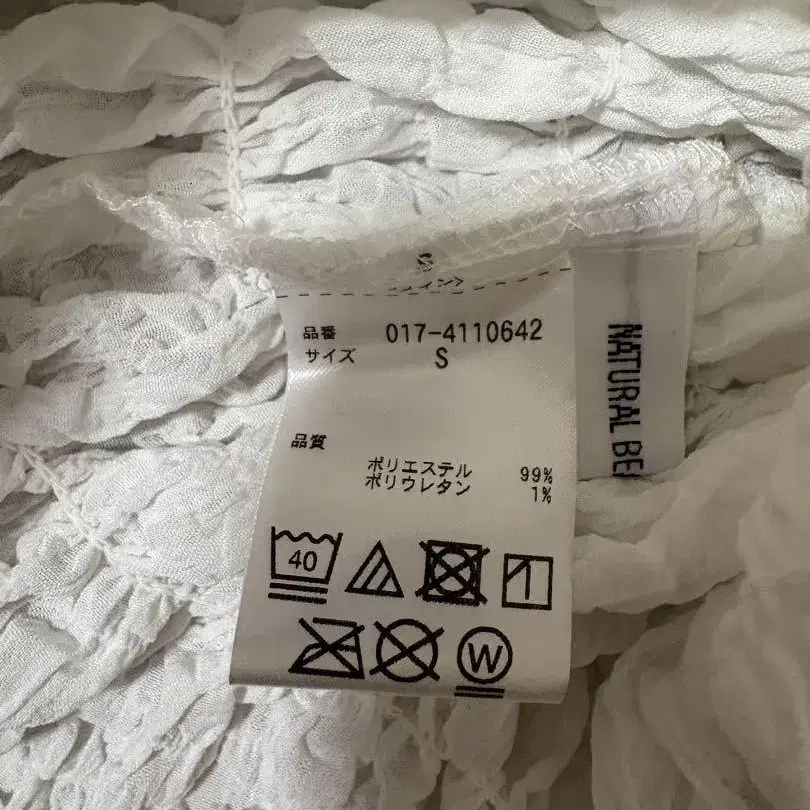 S
品番 017-4110642
サイズ S
品質
ポリエステル 99%
ポリウレタン 1%
40
W
NATURAL BE